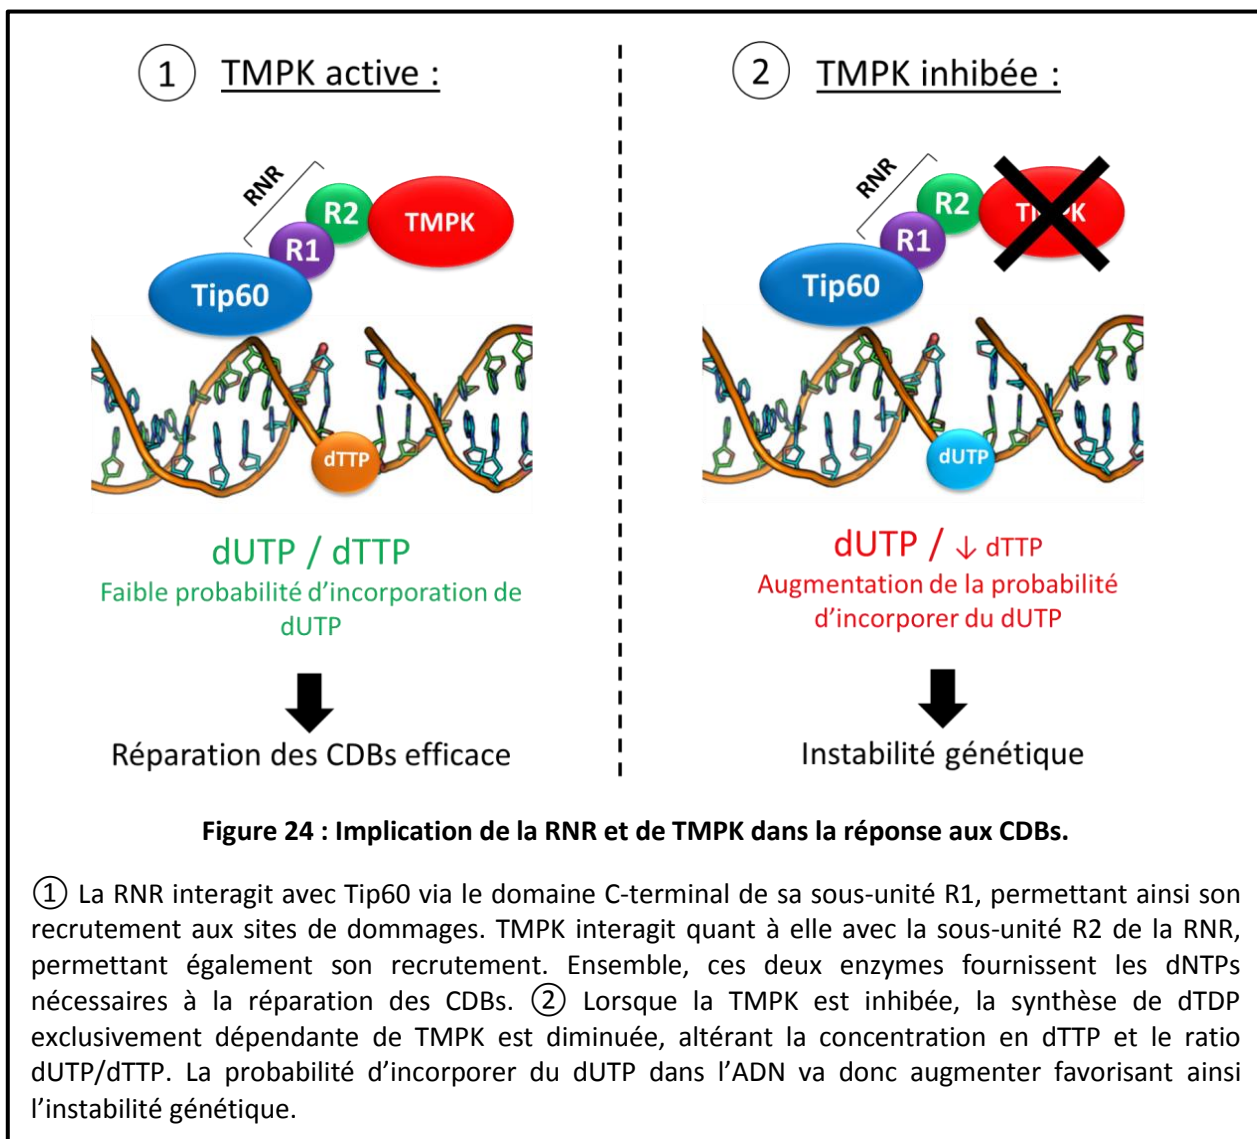 ① TMPK active :
RNR
R2
TMPK
R1
Tip60
dTTP
dUTP / dTTP
Faible probabilité d’incorporation de
dUTP
Réparation des CDBs efficace
② TMPK inhibée :
RNR
R2
TMPK
R1
Tip60
dUTP
dUTP / ↓ dTTP
Augmentation de la probabilité
d’incorporer du dUTP
Instabilité génétique
Figure 24 : Implication de la RNR et de TMPK dans la réponse aux CDBs.
① La RNR interagit avec Tip60 via le domaine C-terminal de sa sous-unité R1, permettant ainsi son
recrutement aux sites de dommages. TMPK interagit quant à elle avec la sous-unité R2 de la RNR,
permettant également son recrutement. Ensemble, ces deux enzymes fournissent les dNTPs
nécessaires à la réparation des CDBs. ② Lorsque la TMPK est inhibée, la synthèse de dTDP
exclusivement dépendante de TMPK est diminuée, altérant la concentration en dTTP et le ratio
dUTP/dTTP. La probabilité d’incorporer du dUTP dans l’ADN va donc augmenter favorisant ainsi
l’instabilité génétique.